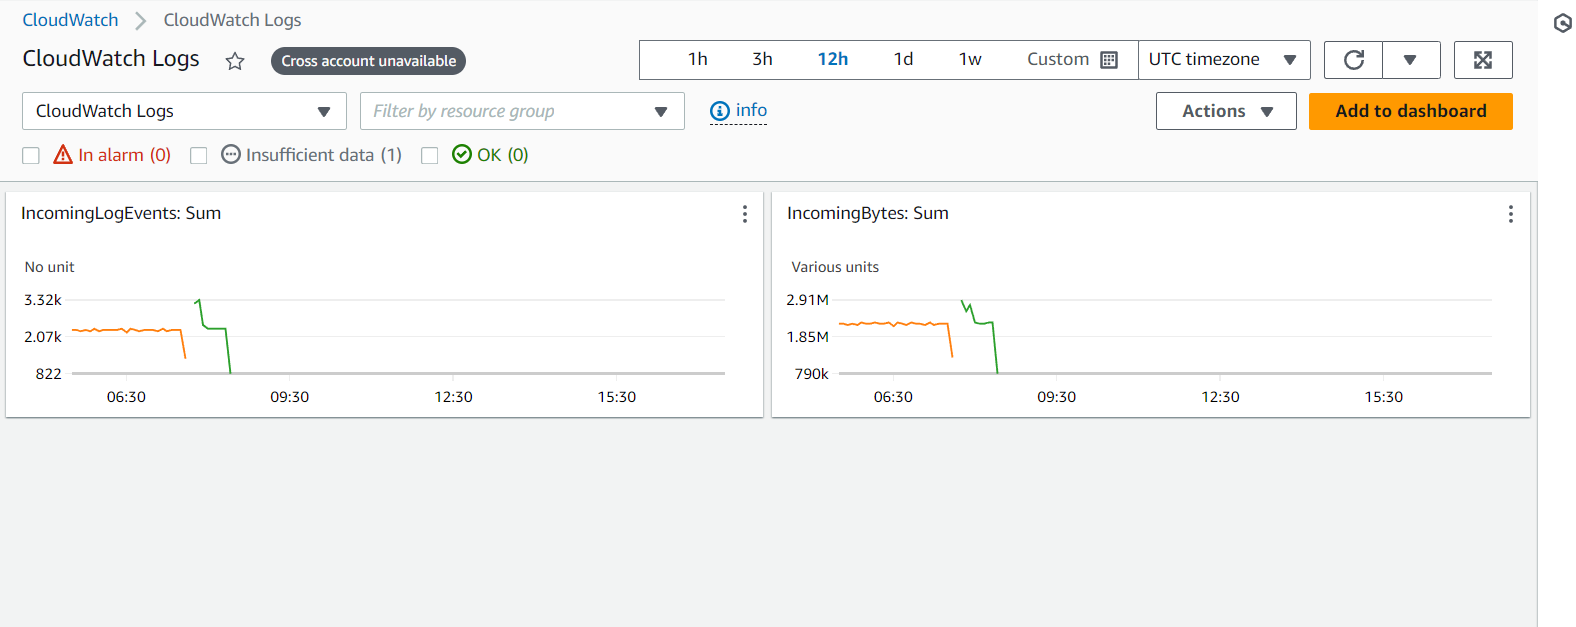 CloudWatch > CloudWatch Logs
CloudWatch Logs Cross account unavailable 1h 3h 12h 1d 1w Custom UTC timezone
CloudWatch Logs Filter by resource group info Actions Add to dashboard
In alarm (0) Insufficient data (1) OK (0)
IncomingLogEvents: Sum
No unit
3.32k
2.07k
822
06:30 09:30 12:30 15:30
IncomingBytes: Sum
Various units
2.91M
1.85M
790k
06:30 09:30 12:30 15:30